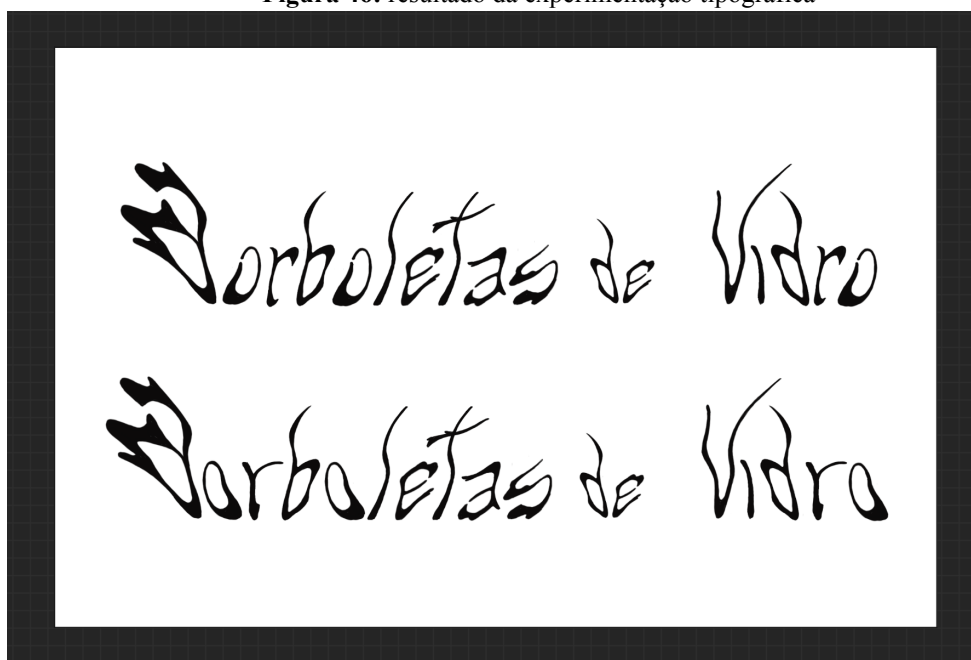 Figura 40: resultado da experimentação tipográfica
Borboletas de Vidro
Borboletas de Vidro